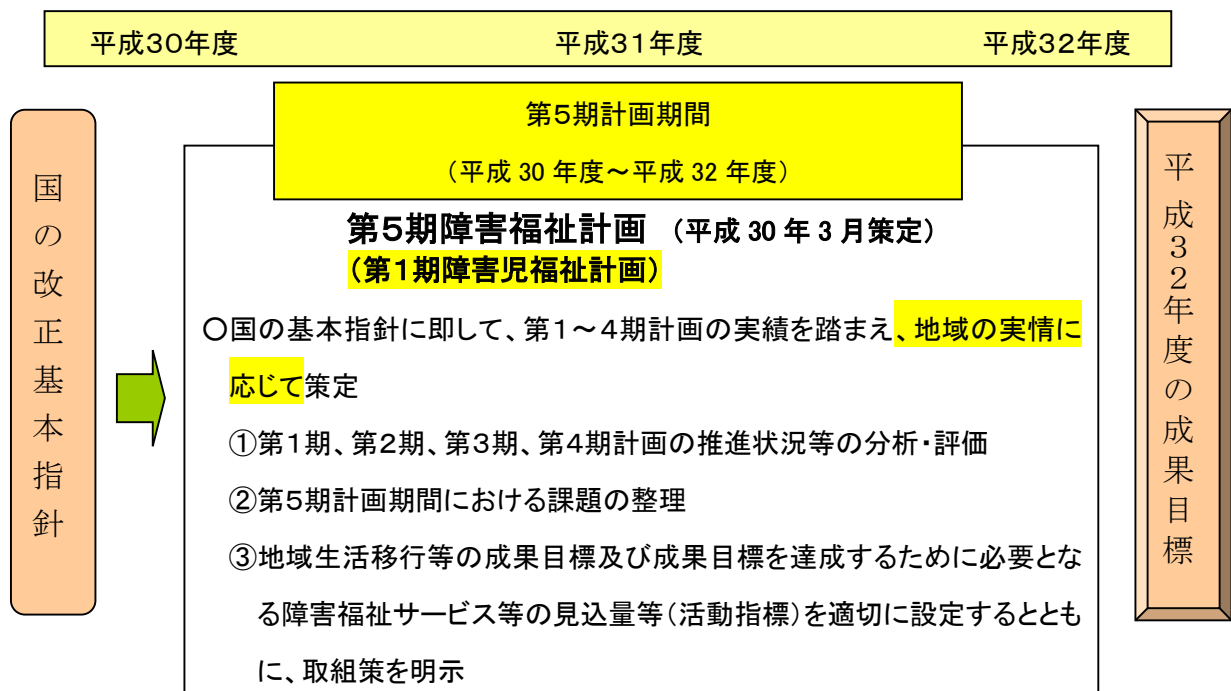 平成30年度 平成31年度 平成32年度
国の改正基本指針
第5期計画期間
(平成 30 年度~平成 32 年度)
第5期障害福祉計画 (平成 30 年 3 月策定)
(第1期障害児福祉計画)
○国の基本指針に即して、第1~4期計画の実績を踏まえ、地域の実情に
応じて策定
①第1期、第2期、第3期、第4期計画の推進状況等の分析・評価
②第5期計画期間における課題の整理
③地域生活移行等の成果目標及び成果目標を達成するために必要とな
る障害福祉サービス等の見込量等(活動指標)を適切に設定するととも
に、取組策を明示
平成32年度の成果目標